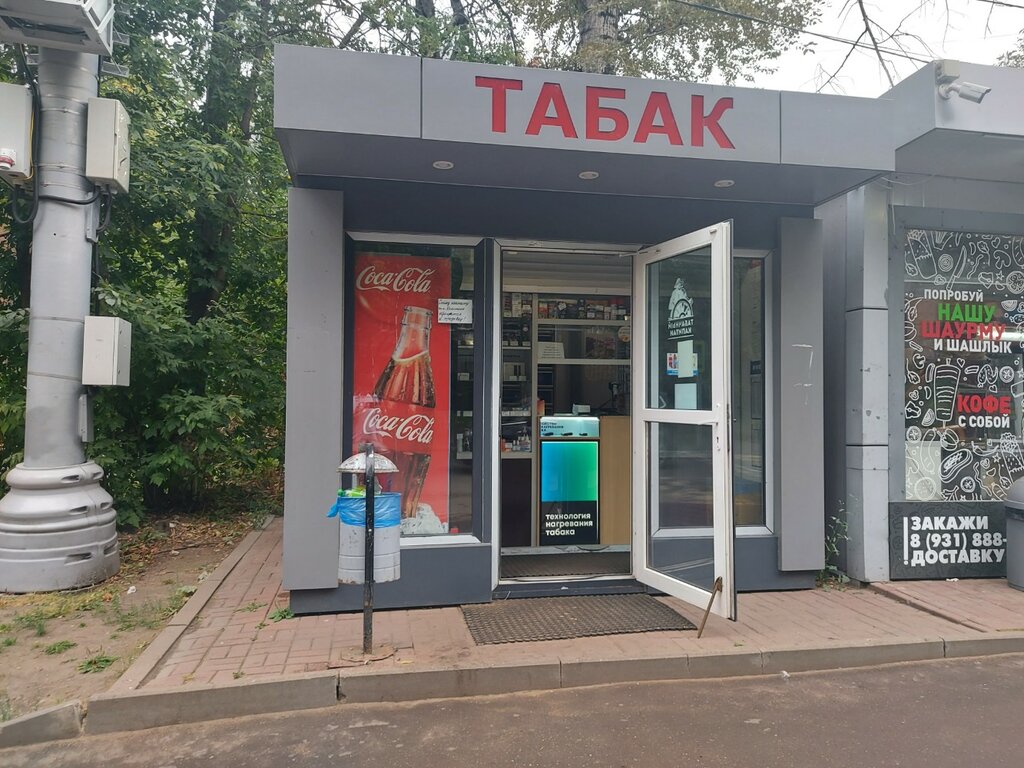 ТАБАК
Coca-Cola
Coca-Cola
технология
нагревания
табака
ПОПРОБУЙ
НАШУ
ШАУРМУ
И ШАШЛЫК
КОФЕ
С СОБОЙ
ЗАКАЖИ
8 (931) 888-
ДОСТАВКУ